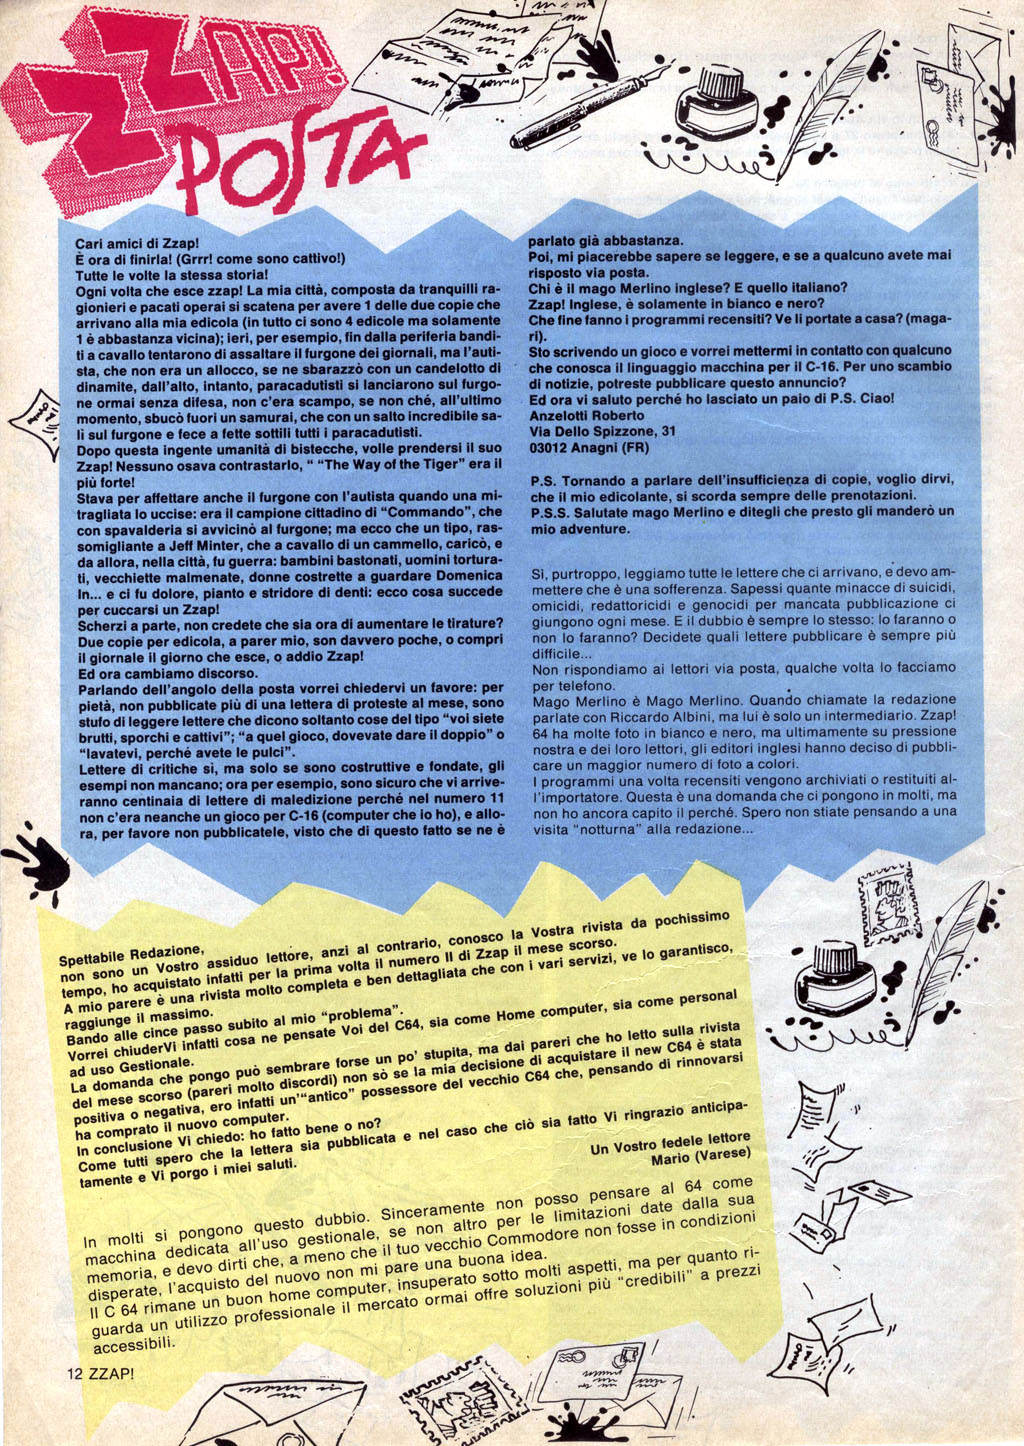 ZZAP!
POSTA
Cari amici di Zzap!
È ora di finirla! (Grrr! come sono cattivo!)
Tutte le volte la stessa storia!
Ogni volta che esce zzap! La mia città, composta da tranquilli ra-
gionieri e pacati operai si scatena per avere 1 delle due copie che
arrivano alla mia edicola (in tutto ci sono 4 edicole ma solamente
1 è abbastanza vicina); ieri, per esempio, fin dalla periferia bandi-
ti a cavallo tentarono di assaltare il furgone dei giornali, ma l'auti-
sta, che non era un allocco, se ne sbarazzò con un candelotto di
dinamite, dall'alto, intanto, paracadutisti si lanciarono sul furgo-
ne ormai senza difesa, non c'era scampo, se non ché, all'ultimo
momento, sbucò fuori un samurai, che con un salto incredibile sa-
lì sul furgone e fece a fette sottili tutti i paracadutisti.
Dopo questa ingente umanità di bistecche, volle prendersi il suo
Zzap! Nessuno osava contrastarlo, " "The Way of the Tiger" era il
più forte!
Stava per affettare anche il furgone con l'autista quando una mi-
tragliata lo uccise: era il campione cittadino di "Commando", che
con spavalderia si avvicinò al furgone; ma ecco che un tipo, ras-
somigliante a Jeff Minter, che a cavallo di un cammello, caricò, e
da allora, nella città, fu guerra: bambini bastonati, uomini tortura-
ti, vecchiette malmenate, donne costrette a guardare Domenica
In... e ci fu dolore, pianto e stridore di denti: ecco cosa succede
per cuccarsi un Zzap!
Scherzi a parte, non credete che sia ora di aumentare le tirature?
Due copie per edicola, a parer mio, son davvero poche, o compri
il giornale il giorno che esce, o addio Zzap!
Ed ora cambiamo discorso.
Parlando dell'angolo della posta vorrei chiedervi un favore: per
pietà, non pubblicate più di una lettera di proteste al mese, sono
stufo di leggere lettere che dicono soltanto cose del tipo "voi siete
brutti, sporchi e cattivi"; "a quel gioco, dovevate dare il doppio" o
"lavatevi, perché avete le pulci".
Lettere di critiche sì, ma solo se sono costruttive e fondate, gli
esempi non mancano; ora per esempio, sono sicuro che vi arrive-
ranno centinaia di lettere di maledizione perché nel numero 11
non c'era neanche un gioco per C-16 (computer che io ho), e allo-
ra, per favore non pubblicatele, visto che di questo fatto se ne è
parlato già abbastanza.
Poi, mi piacerebbe sapere se leggere, e se a qualcuno avete mai
risposto via posta.
Chi è il mago Merlino inglese? E quello italiano?
Zzap! Inglese, è solamente in bianco e nero?
Che fine fanno i programmi recensiti? Ve li portate a casa? (maga-
ri).
Sto scrivendo un gioco e vorrei mettermi in contatto con qualcuno
che conosca il linguaggio macchina per il C-16. Per uno scambio
di notizie, potreste pubblicare questo annuncio?
Ed ora vi saluto perché ho lasciato un paio di P.S. Ciao!
Anzelotti Roberto
Via Dello Spizzone, 31
03012 Anagni (FR)
P.S. Tornando a parlare dell'insufficienza di copie, voglio dirvi,
che il mio edicolante, si scorda sempre delle prenotazioni.
P.S.S. Salutate mago Merlino e ditegli che presto gli manderò un
mio adventure.
Sì, purtroppo, leggiamo tutte le lettere che ci arrivano, e devo am-
mettere che è una sofferenza. Sapessi quante minacce di suicidi,
omicidi, redattoricidi e genocidi per mancata pubblicazione ci
giungono ogni mese. E il dubbio è sempre lo stesso: lo faranno o
non lo faranno? Decidete quali lettere pubblicare è sempre più
difficile...
Non rispondiamo ai lettori via posta, qualche volta lo facciamo
per telefono.
Mago Merlino è Mago Merlino. Quando chiamate la redazione
parlate con Riccardo Albini, ma lui è solo un intermediario. Zzap!
64 ha molte foto in bianco e nero, ma ultimamente su pressione
nostra e dei loro lettori, gli editori inglesi hanno deciso di pubbli-
care un maggior numero di foto a colori.
I programmi una volta recensiti vengono archiviati o restituiti al-
l'importatore. Questa è una domanda che ci pongono in molti, ma
non ho ancora capito il perché. Spero non stiate pensando a una
visita "notturna" alla redazione...
Spettabile Redazione,
non sono un Vostro assiduo lettore, anzi al contrario, conosco la Vostra rivista da pochissimo
tempo, ho acquistato infatti per la prima volta il numero II di Zzap il mese scorso.
A mio parere è una rivista molto completa e ben dettagliata che con i vari servizi, ve lo garantisco,
raggiunge il massimo.
Bando alle cince passo subito al mio "problema".
Vorrei chiuderVi infatti cosa ne pensate Voi del C64, sia come Home computer, sia come personal
ad uso Gestionale.
La domanda che pongo può sembrare forse un po' stupita, ma dai pareri che ho letto sulla rivista
del mese scorso (pareri molto discordi) non sò se la mia decisione di acquistare il new C64 è stata
positiva o negativa, ero infatti un'"antico" possessore del vecchio C64 che, pensando di rinnovarsi
ha comprato il nuovo computer.
In conclusione Vi chiedo: ho fatto bene o no?
Come tutti spero che la lettera sia pubblicata e nel caso che ciò sia fatto Vi ringrazio anticipa-
tamente e Vi porgo i miei saluti.
Un Vostro fedele lettore
Mario (Varese)
In molti si pongono questo dubbio. Sinceramente non posso pensare al 64 come
macchina dedicata all'uso gestionale, se non altro per le limitazioni date dalla sua
memoria, e devo dirti che, a meno che il tuo vecchio Commodore non fosse in condizioni
disperate, l'acquisto del nuovo non mi pare una buona idea.
Il C 64 rimane un buon home computer, insuperato sotto molti aspetti, ma per quanto ri-
guarda un utilizzo professionale il mercato ormai offre soluzioni più "credibili" a prezzi
accessibili.
12 ZZAP!